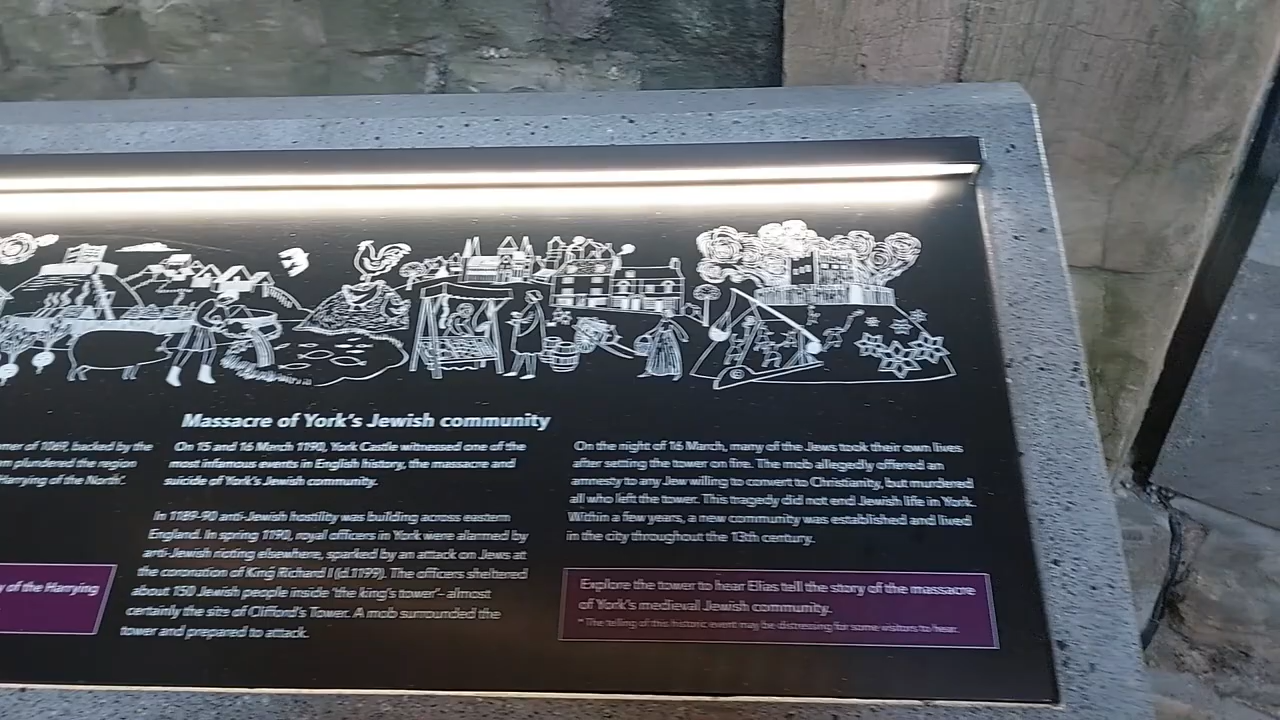 mer of 1069, backed by the
plundered the region
Harrying of the North'.
y of the Harrying
Massacre of York's Jewish community
On 15 and 16 March 1190, York Castle witnessed one of the
most infamous events in English history, the massacre and
suicide of York's Jewish community.
In 1189-90 anti-Jewish hostility was building across eastern
England. In spring 1190, royal officers in York were alarmed by
anti-Jewish rioting elsewhere, sparked by an attack on Jews at
the coronation of King Richard I (d.1199). The officers sheltered
about 150 Jewish people inside 'the king's tower'- almost
certainly the site of Clifford's Tower. A mob surrounded the
tower and prepared to attack.
On the night of 16 March, many of the Jews took their own lives
after setting the tower on fire. The mob allegedly offered an
amnesty to any Jew willing to convert to Christianity, but murdered
all who left the tower. This tragedy did not end Jewish life in York.
Within a few years, a new community was established and lived
in the city throughout the 13th century.
Explore the tower to hear Elias tell the story of the massacre
of York's medieval Jewish community.
* The telling of this historic event may be distressing for some visitors to hear.